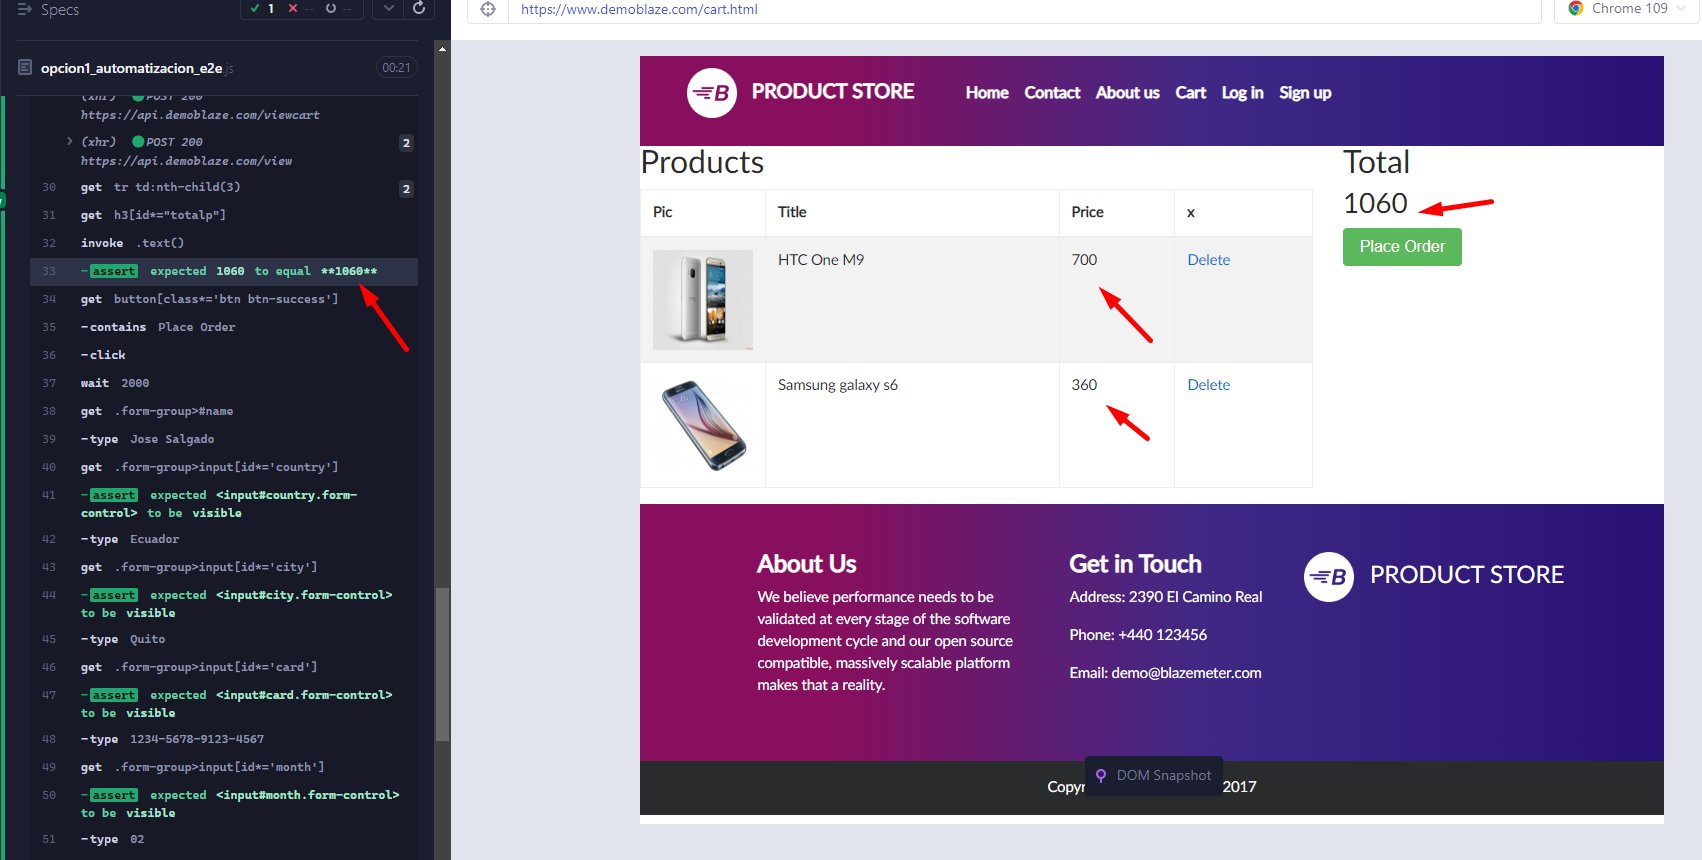 Specs
1
--
--
https://www.demoblaze.com/cart.html
Chrome 109
opcion1_automatizacion_e2e.js
00:21
(xhr) POST 200
https://api.demoblaze.com/viewcart
(xhr) POST 200
2
https://api.demoblaze.com/view
30 get tr td:nth-child(3)
2
31 get h3[id*="totalp"]
32 invoke .text()
33 -assert expected 1060 to equal **1060**
34 get button[class*='btn btn-success']
35 -contains Place Order
36 -click
37 wait 2000
38 get .form-group>#name
39 -type Jose Salgado
40 get .form-group>input[id*='country']
41 -assert expected <input#country.form-
control> to be visible
42 -type Ecuador
43 get .form-group>input[id*='city']
44 -assert expected <input#city.form-control>
to be visible
45 -type Quito
46 get .form-group>input[id*='card']
47 -assert expected <input#card.form-control>
to be visible
48 -type 1234-5678-9123-4567
49 get .form-group>input[id*='month']
50 -assert expected <input#month.form-control>
to be visible
51 -type 02
B PRODUCT STORE
Home Contact About us Cart Log in Sign up
Products
Total
1060
Place Order
Pic Title Price x
HTC One M9 700 Delete
Samsung galaxy s6 360 Delete
About Us
We believe performance needs to be
validated at every stage of the software
development cycle and our open source
compatible, massively scalable platform
makes that a reality.
Get in Touch
Address: 2390 El Camino Real
Phone: +440 123456
Email: demo@blazemeter.com
B PRODUCT STORE
DOM Snapshot
Copyr 2017